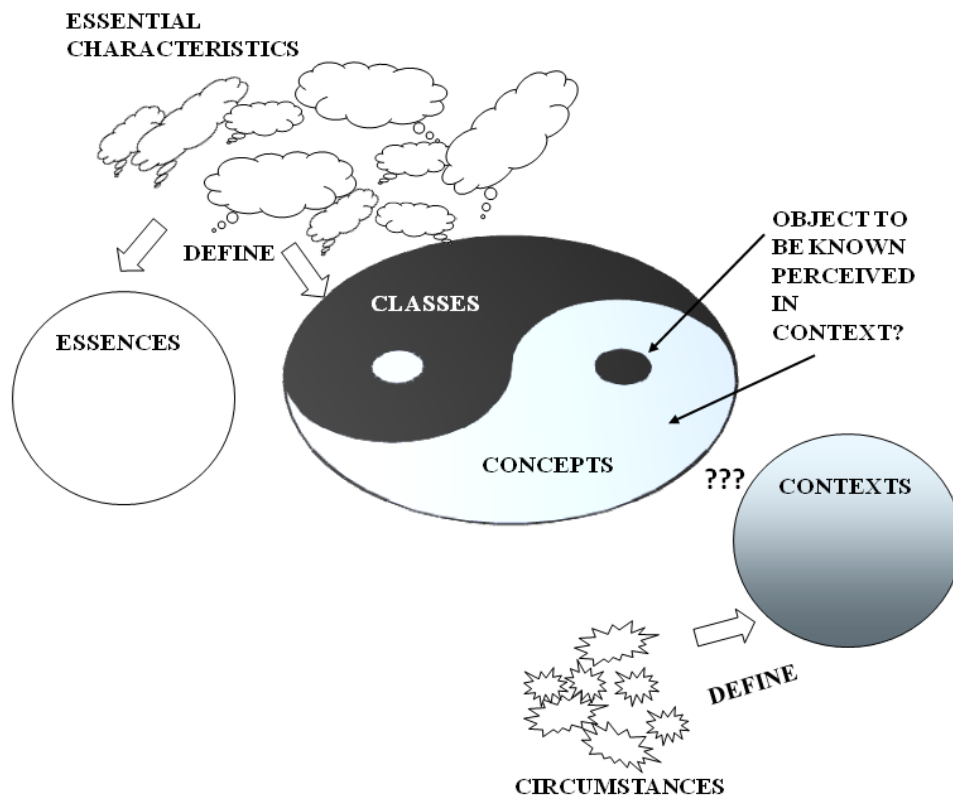 ESSENTIAL
CHARACTERISTICS
DEFINE
OBJECT TO
BE KNOWN
PERCEIVED
IN
CONTEXT?
CLASSES
ESSENCES
CONCEPTS
???
CONTEXTS
DEFINE
CIRCUMSTANCES